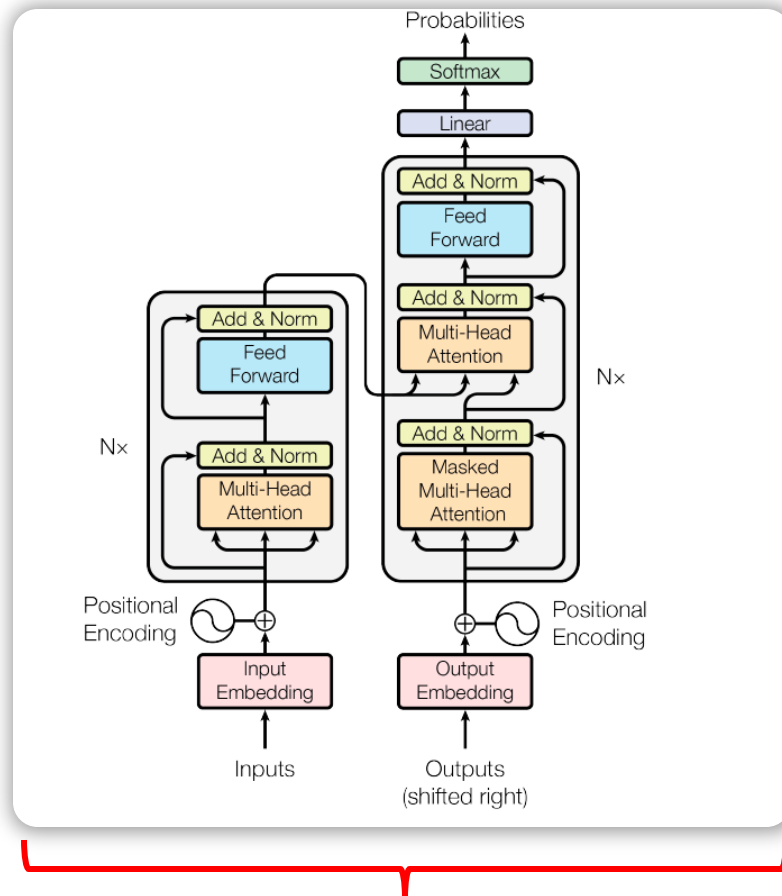 Probabilities
Softmax
Linear
Add & Norm
Feed
Forward
Add & Norm
Multi-Head
Attention
Nx
Add & Norm
Masked
Multi-Head
Attention
Add & Norm
Feed
Forward
Nx
Add & Norm
Multi-Head
Attention
Positional
Encoding
Positional
Encoding
Input
Embedding
Output
Embedding
Inputs
Outputs
(shifted right)